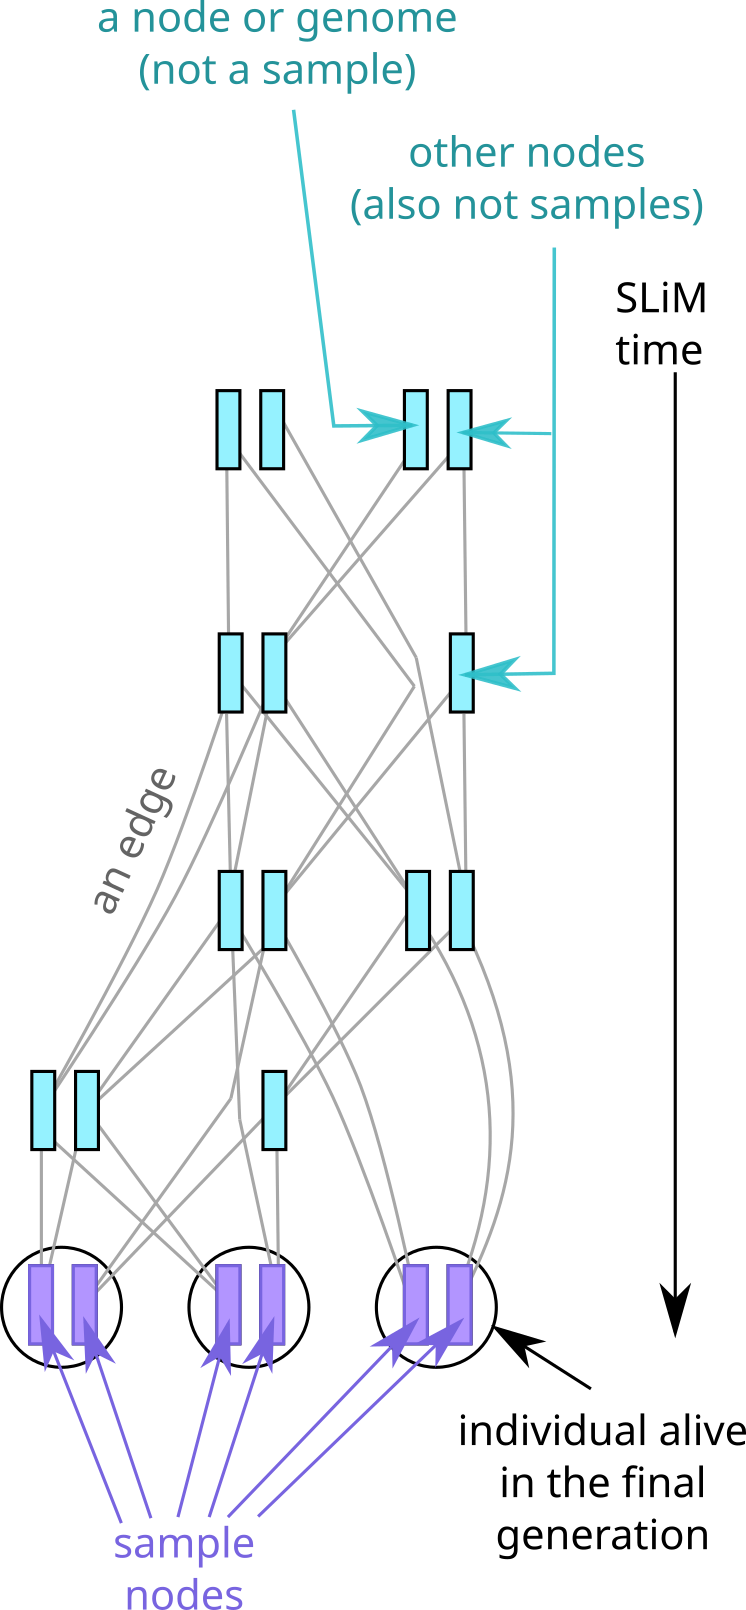 a node or genome
(not a sample)
other nodes
(also not samples)
SLiM
time
an edge
individual alive
in the final
generation
sample
nodes